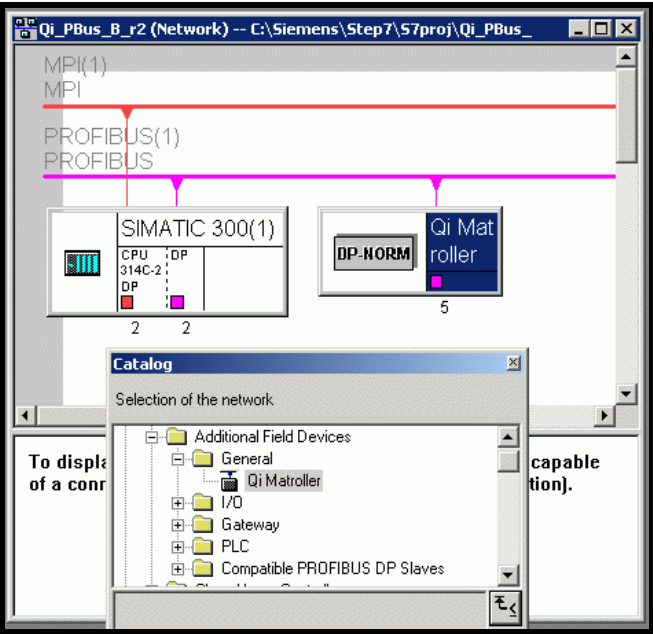 Qi_PBus_B_r2 (Network) -- C:\Siemens\Step7\S7proj\Qi_PBus_
MPI(1)
MPI
PROFIBUS(1)
PROFIBUS
SIMATIC 300(1)
CPU
314C-2
DP
DP
2
2
DP-NORM
Qi Mat
roller
5
Catalog
Selection of the network
Additional Field Devices
General
Qi Matroller
I/O
Gateway
PLC
Compatible PROFIBUS DP Slaves
To displa
of a conn
capable
tion).